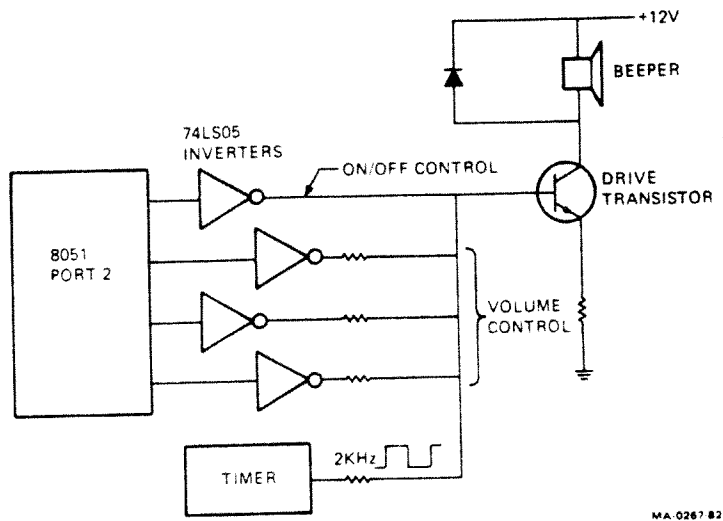 +12V
BEEPER
74LS05
INVERTERS
ON/OFF CONTROL
DRIVE
TRANSISTOR
8051
PORT 2
VOLUME
CONTROL
2KHz
TIMER
MA-0267-82